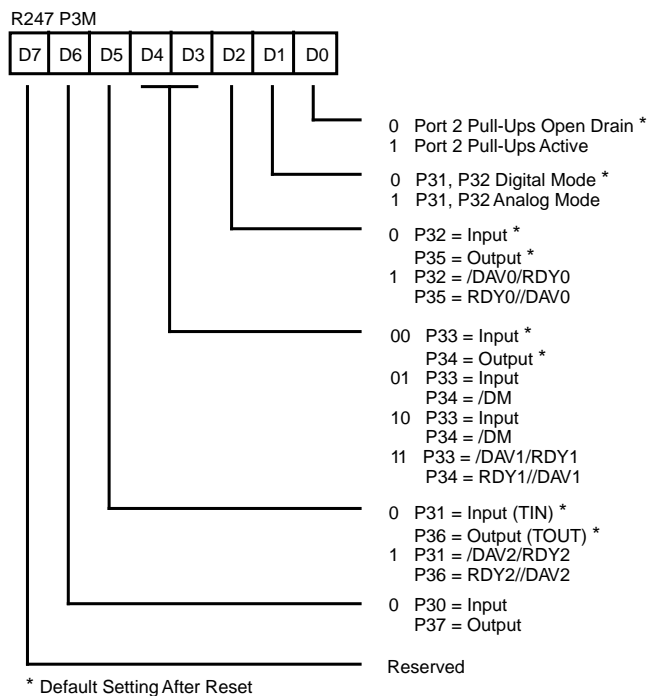 R247 P3M
D7 D6 D5 D4 D3 D2 D1 D0
0 Port 2 Pull-Ups Open Drain *
1 Port 2 Pull-Ups Active
0 P31, P32 Digital Mode *
1 P31, P32 Analog Mode
0 P32 = Input *
P35 = Output *
1 P32 = /DAV0/RDY0
P35 = RDY0//DAV0
00 P33 = Input *
P34 = Output *
01 P33 = Input
P34 = /DM
10 P33 = Input
P34 = /DM
11 P33 = /DAV1/RDY1
P34 = RDY1//DAV1
0 P31 = Input (TIN) *
P36 = Output (TOUT) *
1 P31 = /DAV2/RDY2
P36 = RDY2//DAV2
0 P30 = Input
P37 = Output
Reserved
* Default Setting After Reset